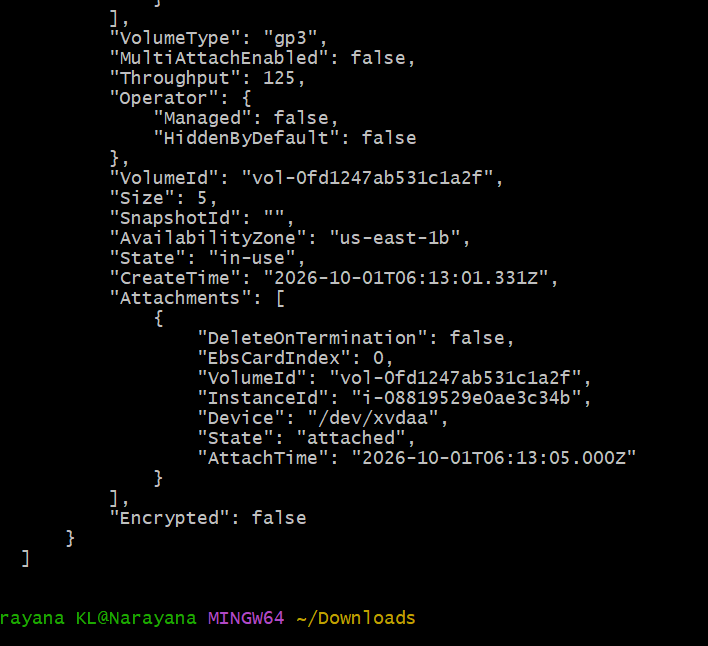 }
],
"VolumeType": "gp3",
"MultiAttachEnabled": false,
"Throughput": 125,
"Operator": {
"Managed": false,
"HiddenByDefault": false
},
"VolumeId": "vol-0fd1247ab531c1a2f",
"Size": 5,
"SnapshotId": "",
"AvailabilityZone": "us-east-1b",
"State": "in-use",
"CreateTime": "2026-10-01T06:13:01.331Z",
"Attachments": [
{
"DeleteOnTermination": false,
"EbsCardIndex": 0,
"VolumeId": "vol-0fd1247ab531c1a2f",
"InstanceId": "i-08819529e0ae3c34b",
"Device": "/dev/xvdaa",
"State": "attached",
"AttachTime": "2026-10-01T06:13:05.000Z"
}
],
"Encrypted": false
}
]
rayana KL@Narayana MINGW64 ~/Downloads